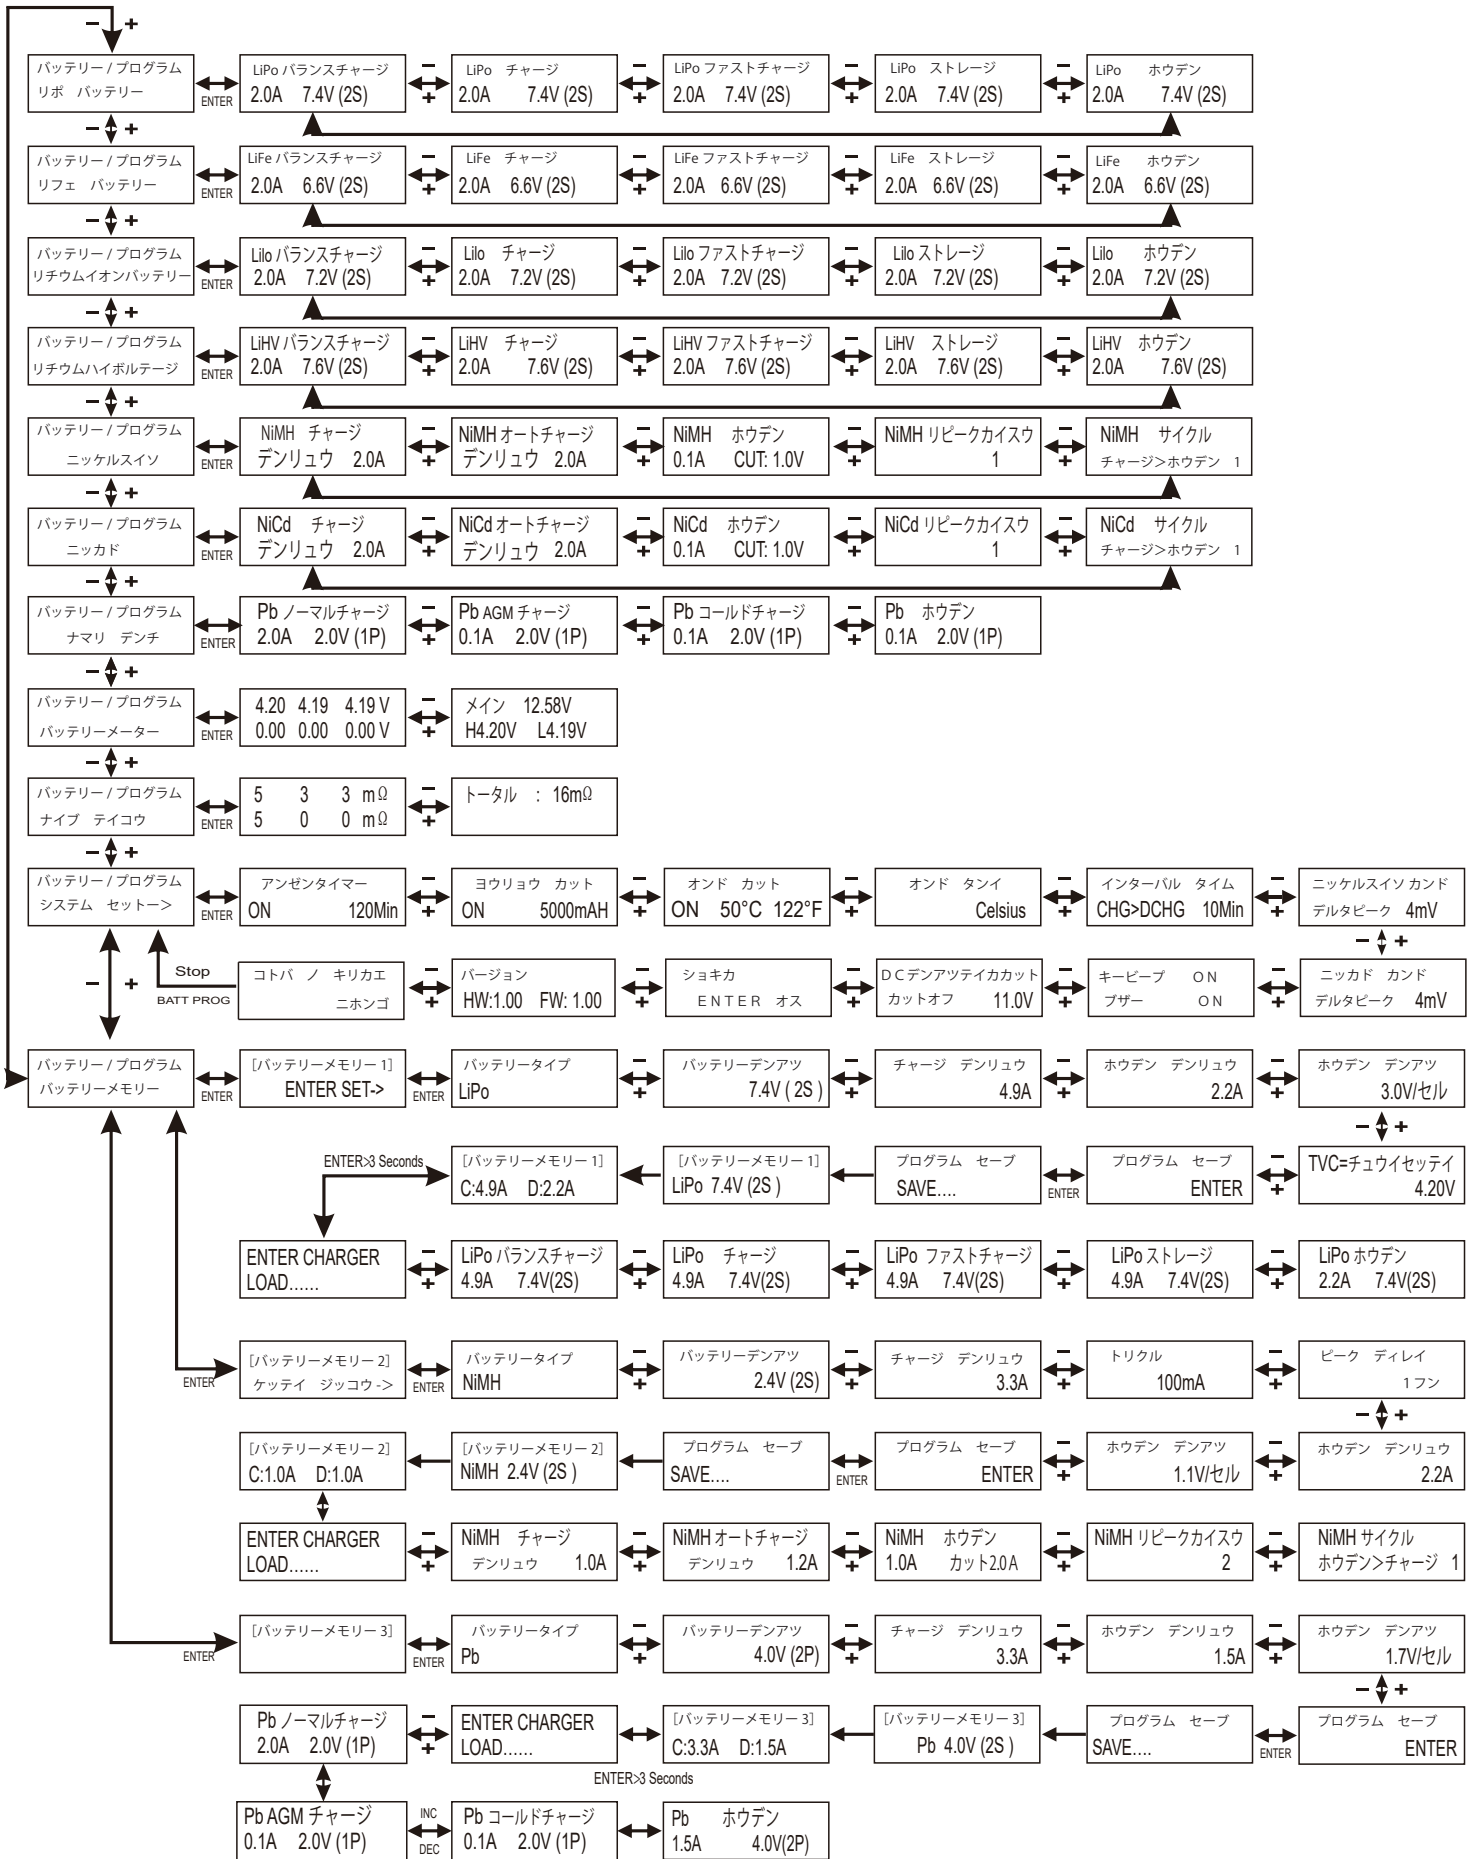 − +
バッテリー / プログラム
リポ バッテリー
ENTER
LiPo バランスチャージ
2.0A 7.4V (2S)
− +
LiPo チャージ
2.0A 7.4V (2S)
− +
LiPo ファストチャージ
2.0A 7.4V (2S)
− +
LiPo ストレージ
2.0A 7.4V (2S)
− +
LiPo ホウデン
2.0A 7.4V (2S)
− +
バッテリー / プログラム
リフェ バッテリー
ENTER
LiFe バランスチャージ
2.0A 6.6V (2S)
− +
LiFe チャージ
2.0A 6.6V (2S)
− +
LiFe ファストチャージ
2.0A 6.6V (2S)
− +
LiFe ストレージ
2.0A 6.6V (2S)
− +
LiFe ホウデン
2.0A 6.6V (2S)
− +
バッテリー / プログラム
リチウムイオンバッテリー
ENTER
Lilo バランスチャージ
2.0A 7.2V (2S)
− +
Lilo チャージ
2.0A 7.2V (2S)
− +
Lilo ファストチャージ
2.0A 7.2V (2S)
− +
Lilo ストレージ
2.0A 7.2V (2S)
− +
Lilo ホウデン
2.0A 7.2V (2S)
− +
バッテリー / プログラム
リチウムハイボルテージ
ENTER
LiHV バランスチャージ
2.0A 7.6V (2S)
− +
LiHV チャージ
2.0A 7.6V (2S)
− +
LiHV ファストチャージ
2.0A 7.6V (2S)
− +
LiHV ストレージ
2.0A 7.6V (2S)
− +
LiHV ホウデン
2.0A 7.6V (2S)
− +
バッテリー / プログラム
ニッケルスイソ
ENTER
NiMH チャージ
デンリュウ 2.0A
− +
NiMH オートチャージ
デンリュウ 2.0A
− +
NiMH ホウデン
0.1A CUT: 1.0V
− +
NiMH リピークカイスウ
1
− +
NiMH サイクル
チャージ>ホウデン 1
− +
バッテリー / プログラム
ニッカド
ENTER
NiCd チャージ
デンリュウ 2.0A
− +
NiCd オートチャージ
デンリュウ 2.0A
− +
NiCd ホウデン
0.1A CUT: 1.0V
− +
NiCd リピークカイスウ
1
− +
NiCd サイクル
チャージ>ホウデン 1
− +
バッテリー / プログラム
ナマリ デンチ
ENTER
Pb ノーマルチャージ
2.0A 2.0V (1P)
− +
Pb AGM チャージ
0.1A 2.0V (1P)
− +
Pb コールドチャージ
0.1A 2.0V (1P)
− +
Pb ホウデン
0.1A 2.0V (1P)
− +
バッテリー / プログラム
バッテリーメーター
ENTER
4.20 4.19 4.19 V
0.00 0.00 0.00 V
− +
メイン 12.58V
H4.20V L4.19V
− +
バッテリー / プログラム
ナイブ テイコウ
ENTER
5 3 3 mΩ
5 0 0 mΩ
− +
トータル : 16mΩ
− +
バッテリー / プログラム
システム セットー>
ENTER
アンゼンタイマー
ON 120Min
− +
ヨウリョウ カット
ON 5000mAH
− +
オンド カット
ON 50°C 122°F
− +
オンド タンイ
Celsius
− +
インターバル タイム
CHG>DCHG 10Min
− +
ニッケルスイソ カンド
デルタピーク 4mV
− +
− +
Stop
BATT PROG
コトバ ノ キリカエ
ニホンゴ
− +
バージョン
HW:1.00 FW: 1.00
− +
ショキカ
ENTER オス
− +
DCデンアツテイカカット
カットオフ 11.0V
− +
キービープ ON
ブザー ON
− +
ニッカド カンド
デルタピーク 4mV
バッテリー / プログラム
バッテリーメモリー
ENTER
[バッテリーメモリー 1]
ENTER SET->
ENTER
バッテリータイプ
LiPo
− +
バッテリーデンアツ
7.4V ( 2S )
− +
チャージ デンリュウ
4.9A
− +
ホウデン デンリュウ
2.2A
− +
ホウデン デンアツ
3.0V/セル
− +
ENTER>3 Seconds
[バッテリーメモリー 1]
C:4.9A D:2.2A
[バッテリーメモリー 1]
LiPo 7.4V (2S )
プログラム セーブ
SAVE....
ENTER
プログラム セーブ
ENTER
− +
TVC=チュウイセッテイ
4.20V
ENTER CHARGER
LOAD......
− +
LiPo バランスチャージ
4.9A 7.4V(2S)
− +
LiPo チャージ
4.9A 7.4V(2S)
− +
LiPo ファストチャージ
4.9A 7.4V(2S)
− +
LiPo ストレージ
4.9A 7.4V(2S)
− +
LiPo ホウデン
2.2A 7.4V(2S)
ENTER
[バッテリーメモリー 2]
ケッテイ ジッコウ ->
ENTER
バッテリータイプ
NiMH
− +
バッテリーデンアツ
2.4V (2S)
− +
チャージ デンリュウ
3.3A
− +
トリクル
100mA
− +
ピーク ディレイ
1 フン
− +
[バッテリーメモリー 2]
C:1.0A D:1.0A
[バッテリーメモリー 2]
NiMH 2.4V (2S )
プログラム セーブ
SAVE....
ENTER
プログラム セーブ
ENTER
− +
ホウデン デンアツ
1.1V/セル
− +
ホウデン デンリュウ
2.2A
ENTER CHARGER
LOAD......
− +
NiMH チャージ
デンリュウ 1.0A
− +
NiMH オートチャージ
デンリュウ 1.2A
− +
NiMH ホウデン
1.0A カット2.0 A
− +
NiMH リピークカイスウ
2
− +
NiMH サイクル
ホウデン>チャージ 1
ENTER
[バッテリーメモリー 3]
ENTER
バッテリータイプ
Pb
− +
バッテリーデンアツ
4.0V (2P)
− +
チャージ デンリュウ
3.3A
− +
ホウデン デンリュウ
1.5A
− +
ホウデン デンアツ
1.7V/セル
− +
Pb ノーマルチャージ
2.0A 2.0V (1P)
− +
ENTER CHARGER
LOAD......
[バッテリーメモリー 3]
C:3.3A D:1.5A
[バッテリーメモリー 3]
Pb 4.0V (2S )
プログラム セーブ
SAVE....
ENTER
プログラム セーブ
ENTER
ENTER>3 Seconds
Pb AGM チャージ
0.1A 2.0V (1P)
INC
DEC
Pb コールドチャージ
0.1A 2.0V (1P)
Pb ホウデン
1.5A 4.0V(2P)